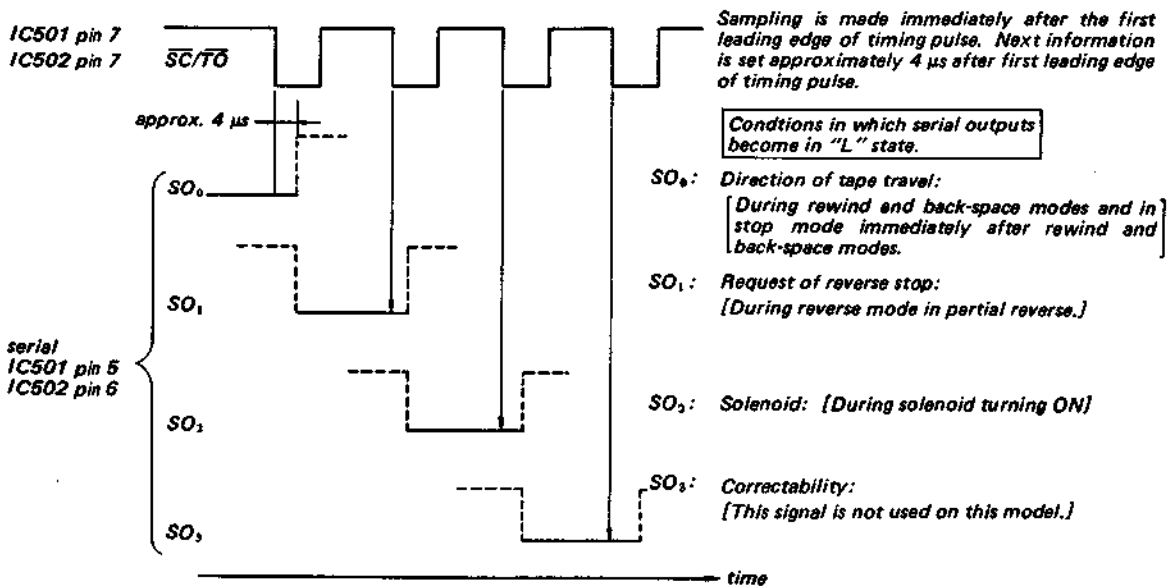 IC501 pin 7
IC502 pin 7 SC/TO
Sampling is made immediately after the first
leading edge of timing pulse. Next information
is set approximately 4 μs after first leading edge
of timing pulse.
approx. 4 μs
Condtions in which serial outputs
become in "L" state.
SO₀
SO₀: Direction of tape travel:
[During rewind and back-space modes and in
stop mode immediately after rewind and
back-space modes.]
SO₁
SO₁: Request of reverse stop:
[During reverse mode in partial reverse.]
serial
IC501 pin 5
IC502 pin 6
SO₂
SO₂: Solenoid: [During solenoid turning ON]
SO₃
SO₃: Correctability:
[This signal is not used on this model.]
time